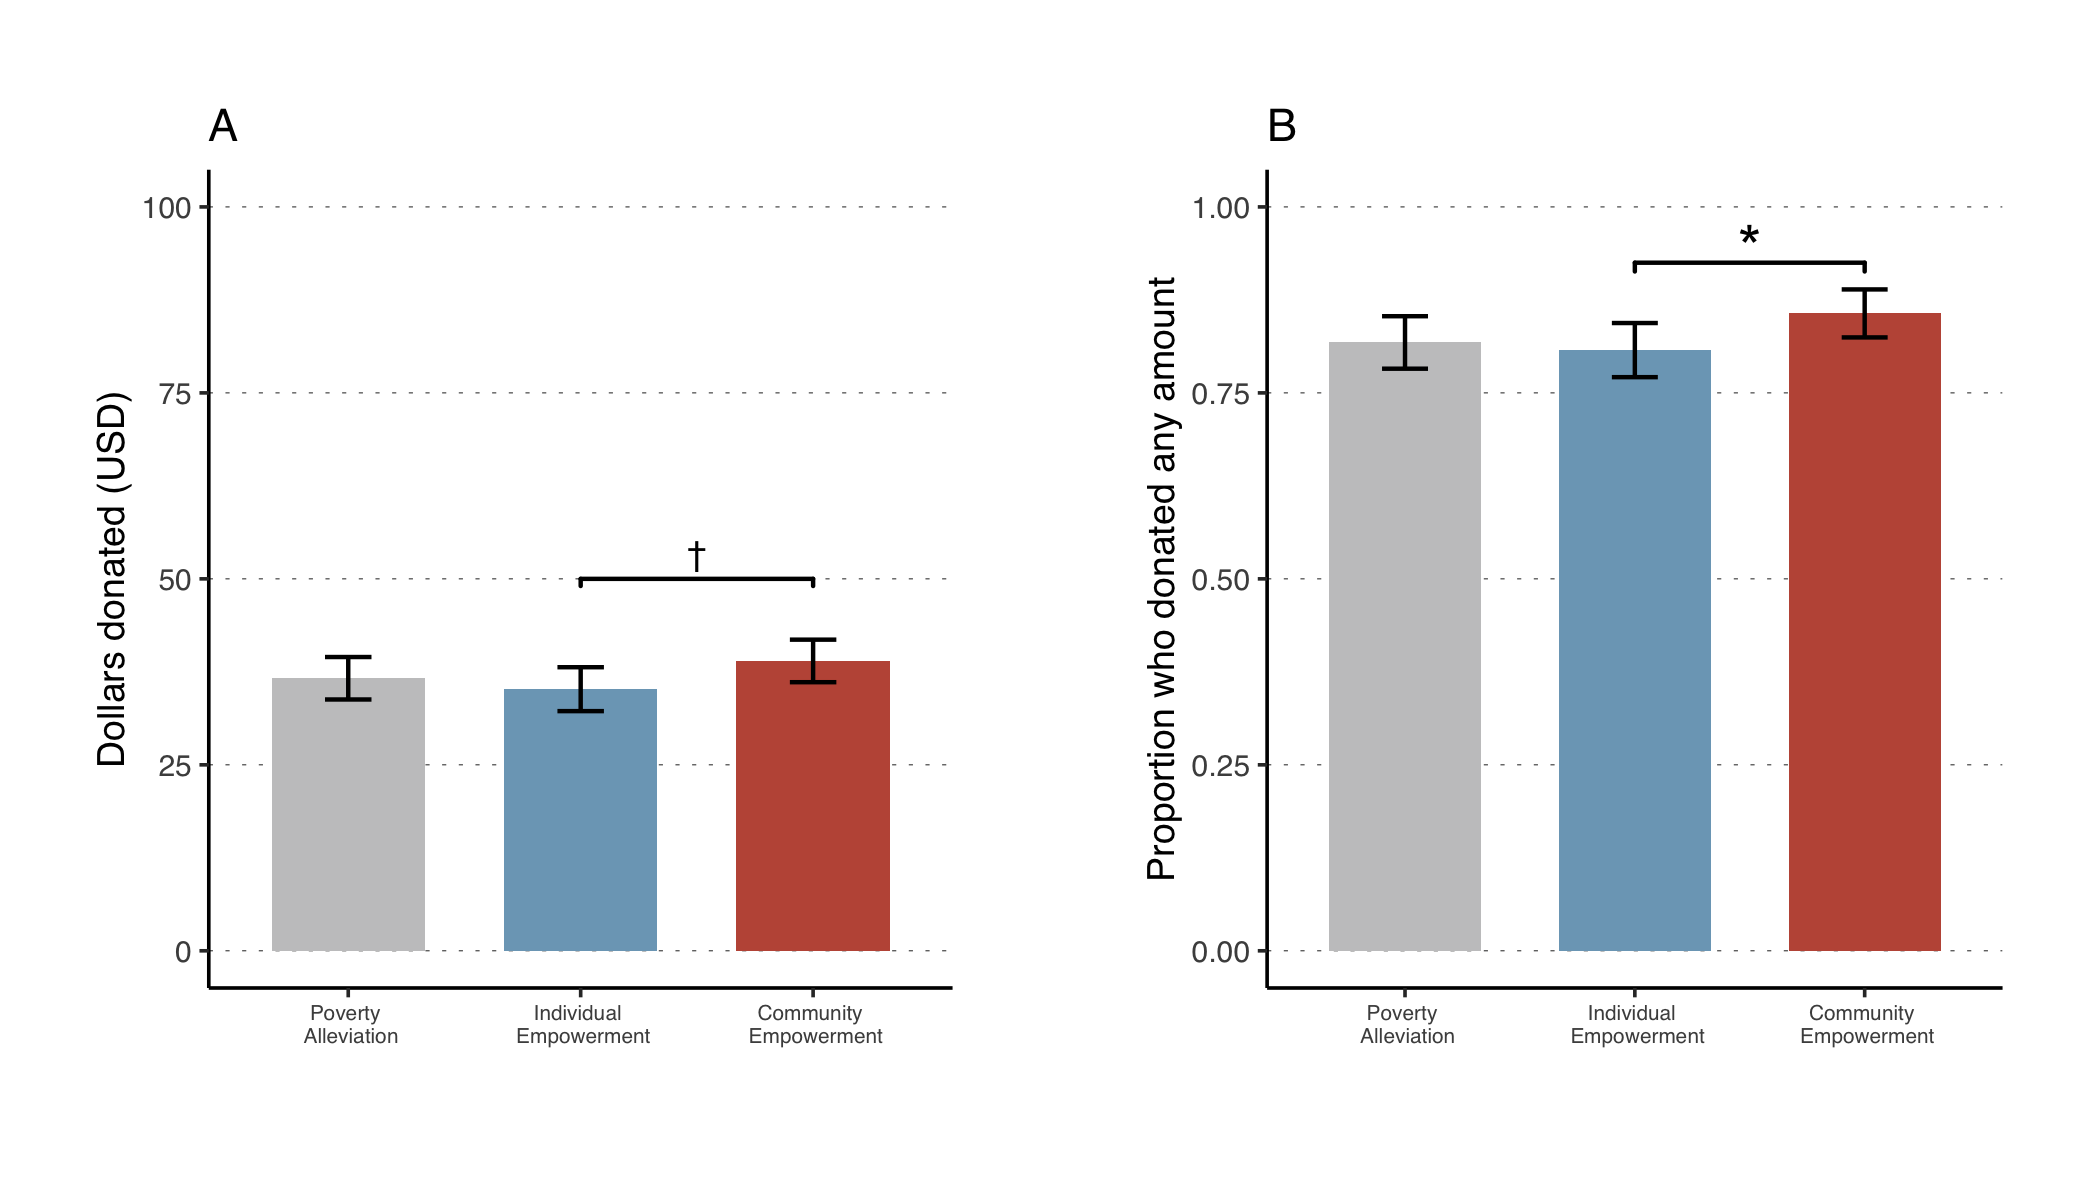 A
Dollars donated (USD)
100
75
50
25
0
†
Poverty
Alleviation
Individual
Empowerment
Community
Empowerment
B
Proportion who donated any amount
1.00
0.75
0.50
0.25
0.00
*
Poverty
Alleviation
Individual
Empowerment
Community
Empowerment